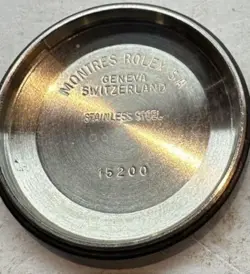 MONTRES ROLEX S.A
GENEVA
SWITZERLAND
STAINLESS STEEL
15200